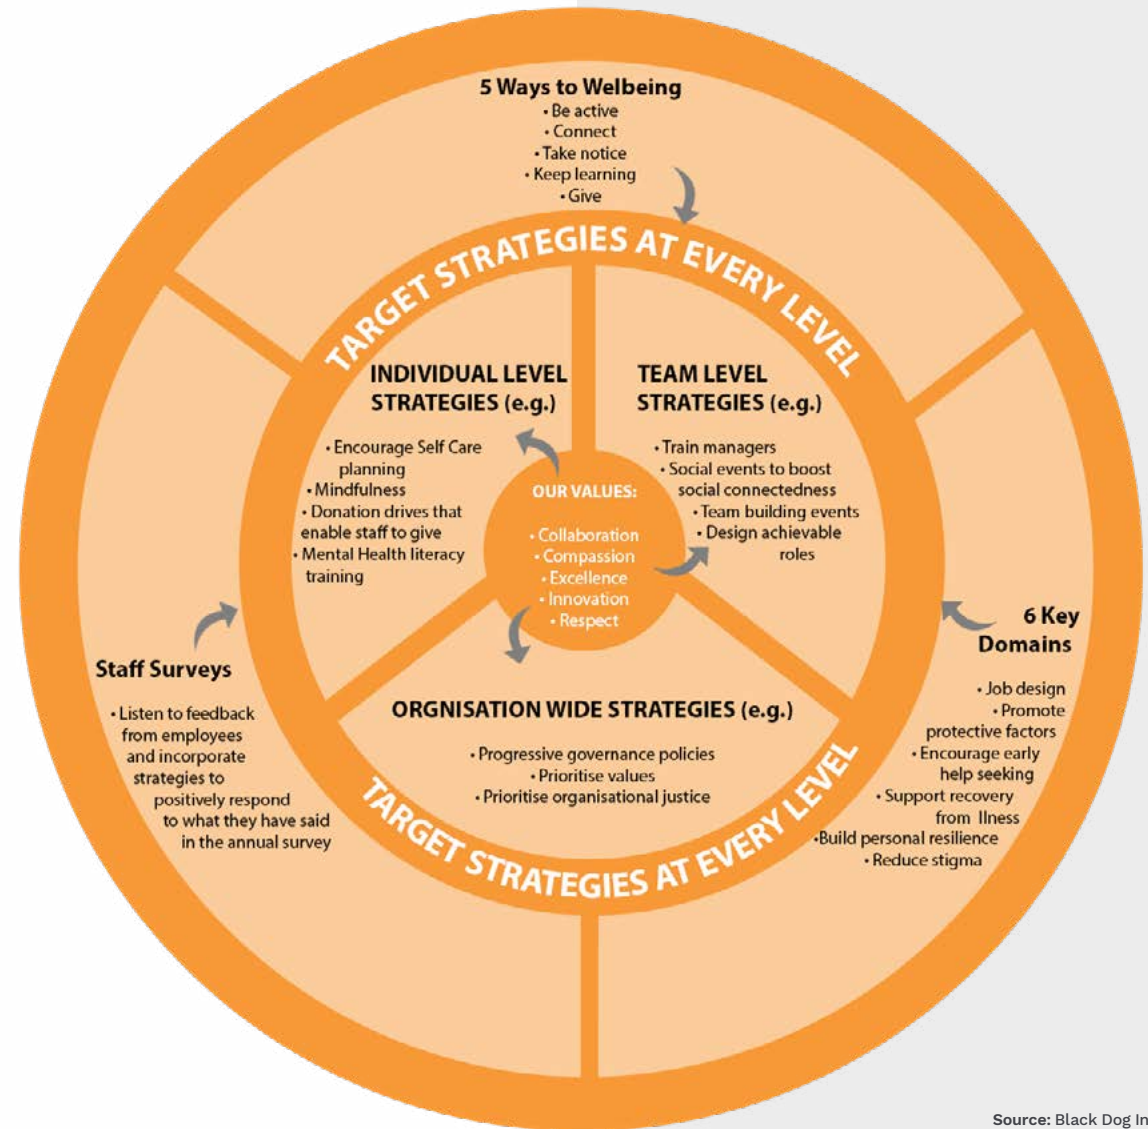 5 Ways to Welbeing
• Be active
• Connect
• Take notice
• Keep learning
• Give
TARGET STRATEGIES AT EVERY LEVEL
INDIVIDUAL LEVEL
STRATEGIES (e.g.)
• Encourage Self Care
planning
• Mindfulness
• Donation drives that
enable staff to give
• Mental Health literacy
training
TEAM LEVEL
STRATEGIES (e.g.)
• Train managers
• Social events to boost
social connectedness
• Team building events
• Design achievable
roles
OUR VALUES:
• Collaboration
• Compassion
• Excellence
• Innovation
• Respect
ORGNISATION WIDE STRATEGIES (e.g.)
• Progressive governance policies
• Prioritise values
• Prioritise organisational justice
TARGET STRATEGIES AT EVERY LEVEL
Staff Surveys
• Listen to feedback
from employees
and incorporate
strategies to
positively respond
to what they have said
in the annual survey
6 Key
Domains
• Job design
• Promote
protective factors
• Encourage early
help seeking
• Support recovery
from Ilness
•Build personal resilience
• Reduce stigma
Source: Black Dog In